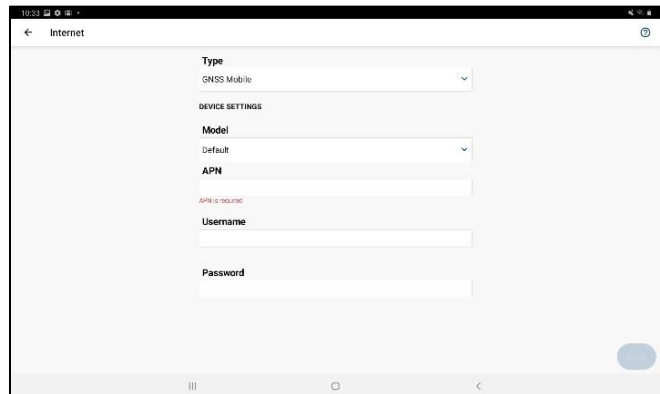 10:33
Internet
Type
GNSS Mobile
DEVICE SETTINGS
Model
Default
APN
APN is required
Username
Password